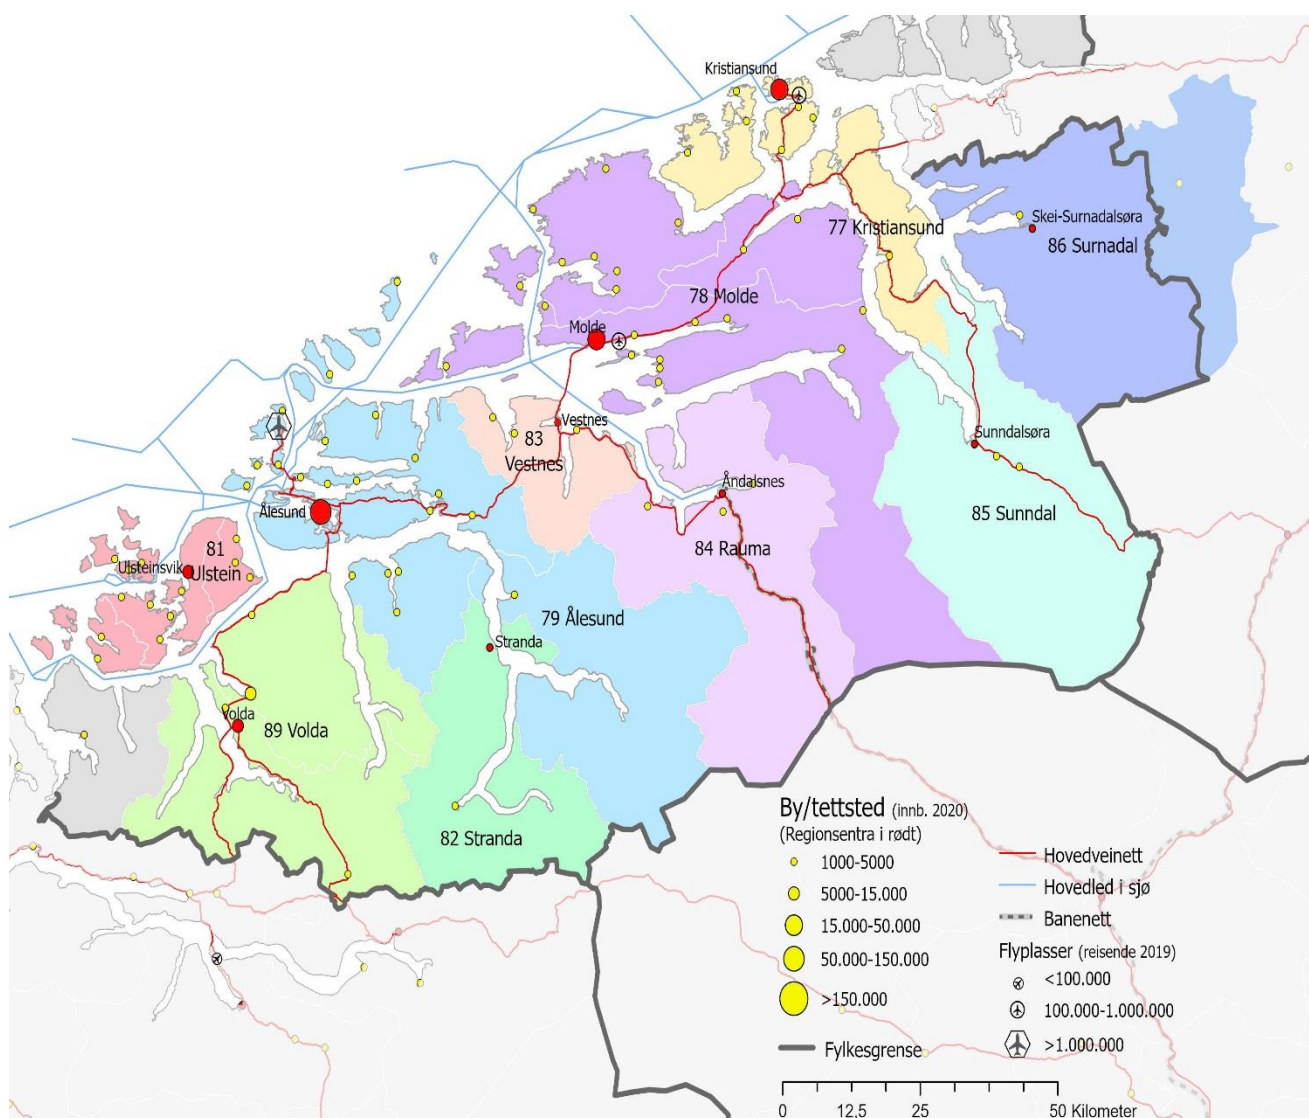 Kristiansund
Skei-Surnadalsøra
77 Kristiansund
86 Surnadal
78 Molde
Molde
Vestnes
83
Vestnes
Sunndalsøra
Åndalsnes
Ålesund
85 Sunndal
81
84 Rauma
Ulsteinsvik
Ulstein
79 Ålesund
Stranda
Volda
89 Volda
82 Stranda
By/tettsted (innb. 2020)
(Regionsentra i rødt)
1000-5000
5000-15.000
15.000-50.000
50.000-150.000
>150.000
Fylkesgrense
Hovedveinett
Hovedled i sjø
Banenett
Flyplasser (reisende 2019)
<100.000
100.000-1.000.000
>1.000.000
0 12.5 25 50 Kilometer